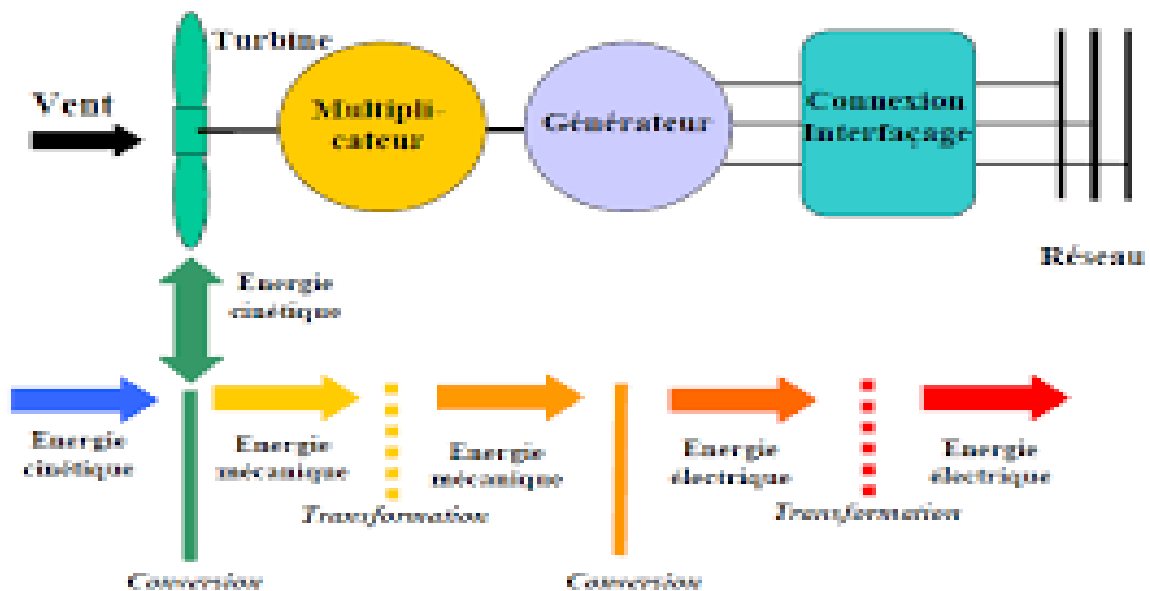 Turbine
Vent
Multipli-
cateur
Générateur
Connexion
Interfaçage
Réseau
Energie
cinétique
Energie
cinétique
Energie
mécanique
Energie
mécanique
Energie
électrique
Energie
électrique
Transformation
Transformation
Conversion
Conversion